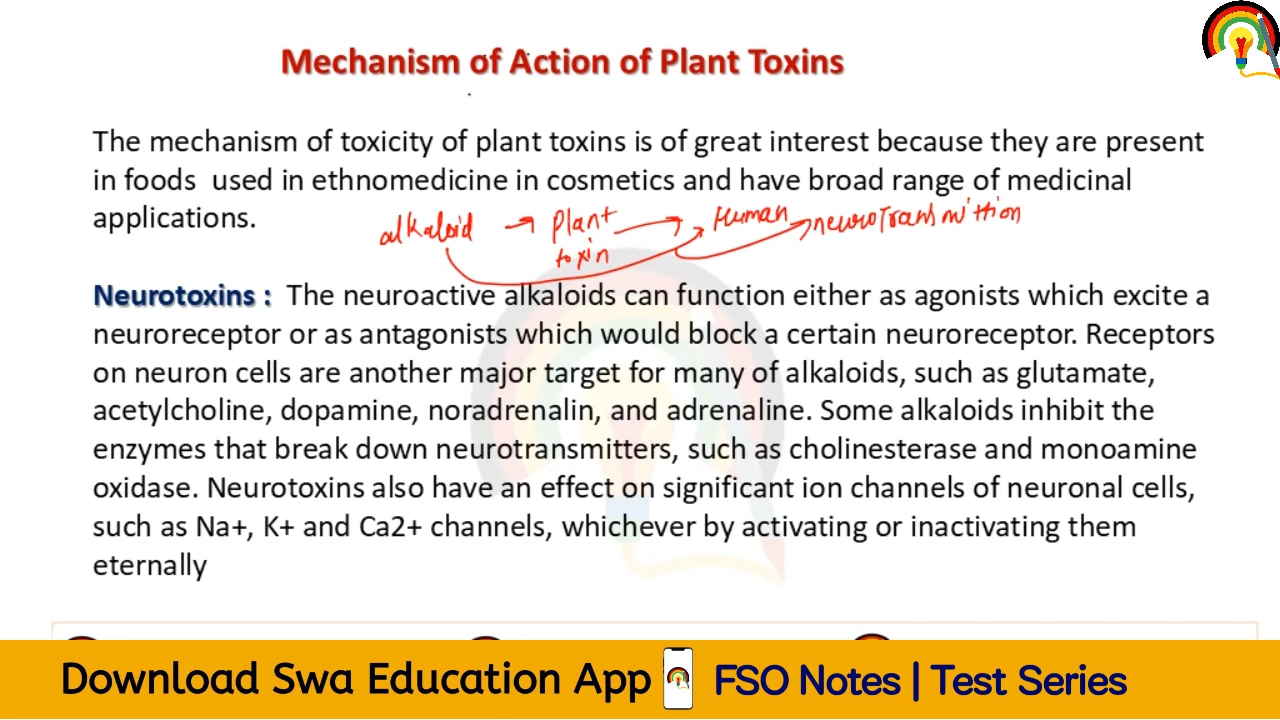 Mechanism of Action of Plant Toxins
The mechanism of toxicity of plant toxins is of great interest because they are present
in foods used in ethnomedicine in cosmetics and have broad range of medicinal
applications.
alkaloid → Plant toxin → Human neurotransmittion
Neurotoxins : The neuroactive alkaloids can function either as agonists which excite a
neuroreceptor or as antagonists which would block a certain neuroreceptor. Receptors
on neuron cells are another major target for many of alkaloids, such as glutamate,
acetylcholine, dopamine, noradrenalin, and adrenaline. Some alkaloids inhibit the
enzymes that break down neurotransmitters, such as cholinesterase and monoamine
oxidase. Neurotoxins also have an effect on significant ion channels of neuronal cells,
such as Na+, K+ and Ca2+ channels, whichever by activating or inactivating them
eternally
Download Swa Education App FSO Notes | Test Series